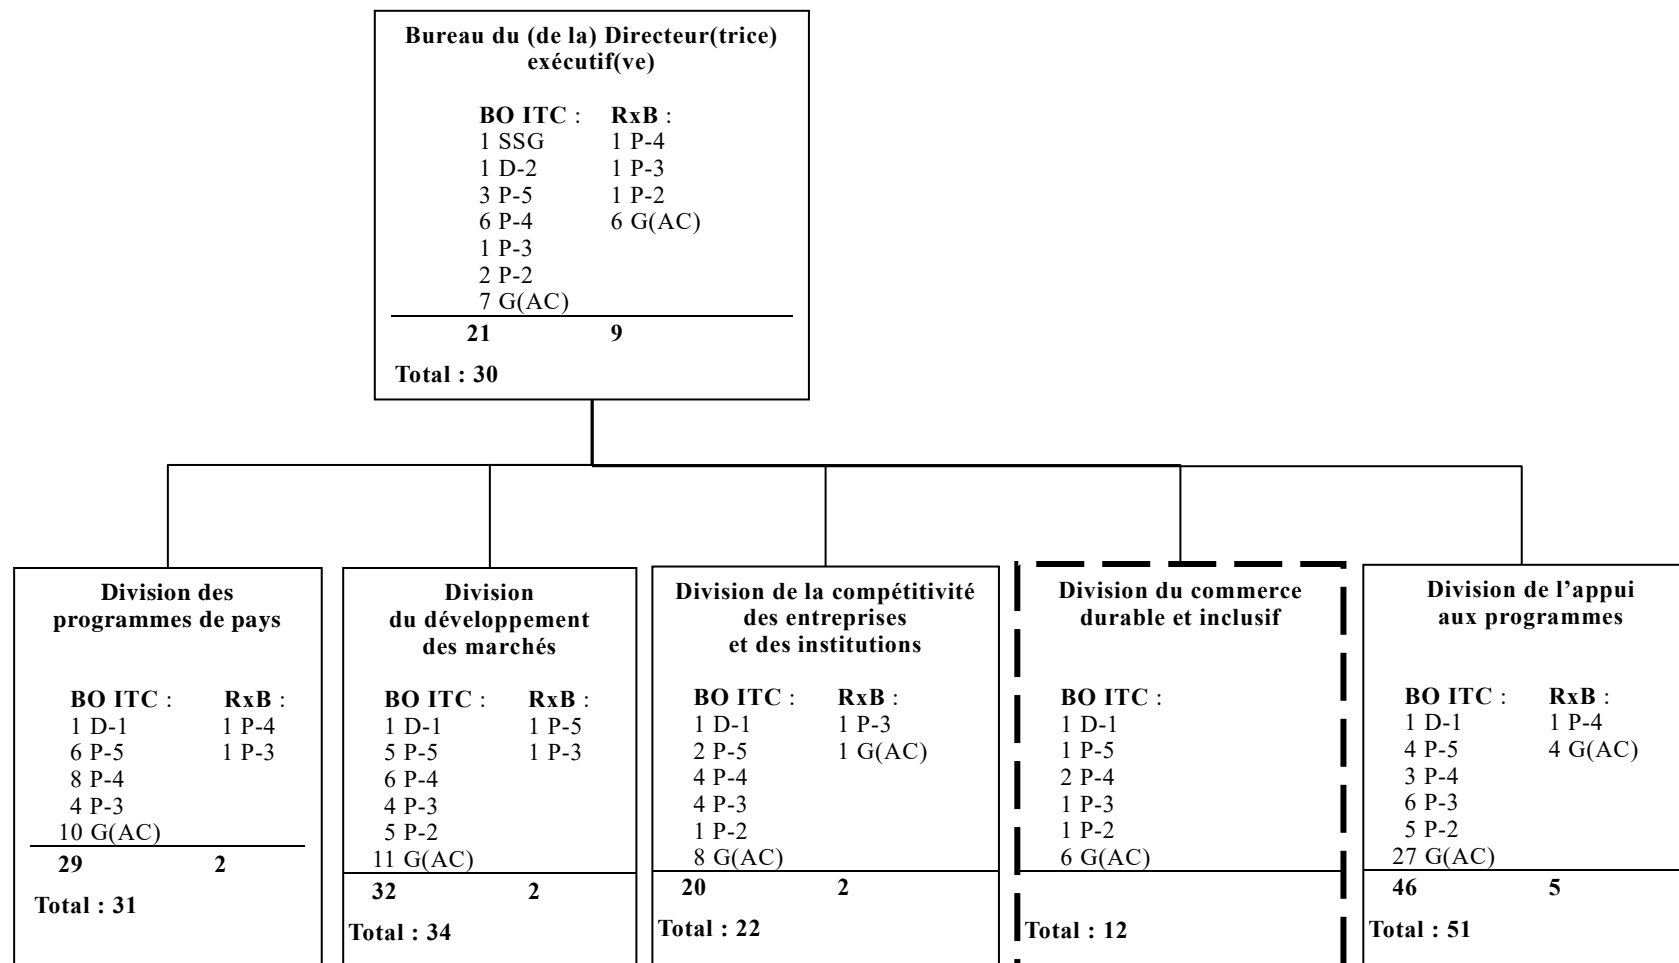 Bureau du (de la) Directeur(trice)
exécutif(ve)
BO ITC : RxB :
1 SSG 1 P-4
1 D-2 1 P-3
3 P-5 1 P-2
6 P-4 6 G(AC)
1 P-3
2 P-2
7 G(AC)
21 9
Total : 30
Division des
programmes de pays
BO ITC : RxB :
1 D-1 1 P-4
6 P-5 1 P-3
8 P-4
4 P-3
10 G(AC)
29 2
Total : 31
Division
du développement
des marchés
BO ITC : RxB :
1 D-1 1 P-5
5 P-5 1 P-3
6 P-4
4 P-3
5 P-2
11 G(AC)
32 2
Total : 34
Division de la compétitivité
des entreprises
et des institutions
BO ITC : RxB :
1 D-1 1 P-3
2 P-5 1 G(AC)
4 P-4
4 P-3
1 P-2
8 G(AC)
20 2
Total : 22
Division du commerce
durable et inclusif
BO ITC :
1 D-1
1 P-5
2 P-4
1 P-3
1 P-2
6 G(AC)
Total : 12
Division de l’appui
aux programmes
BO ITC : RxB :
1 D-1 1 P-4
4 P-5 4 G(AC)
3 P-4
6 P-3
5 P-2
27 G(AC)
46 5
Total : 51